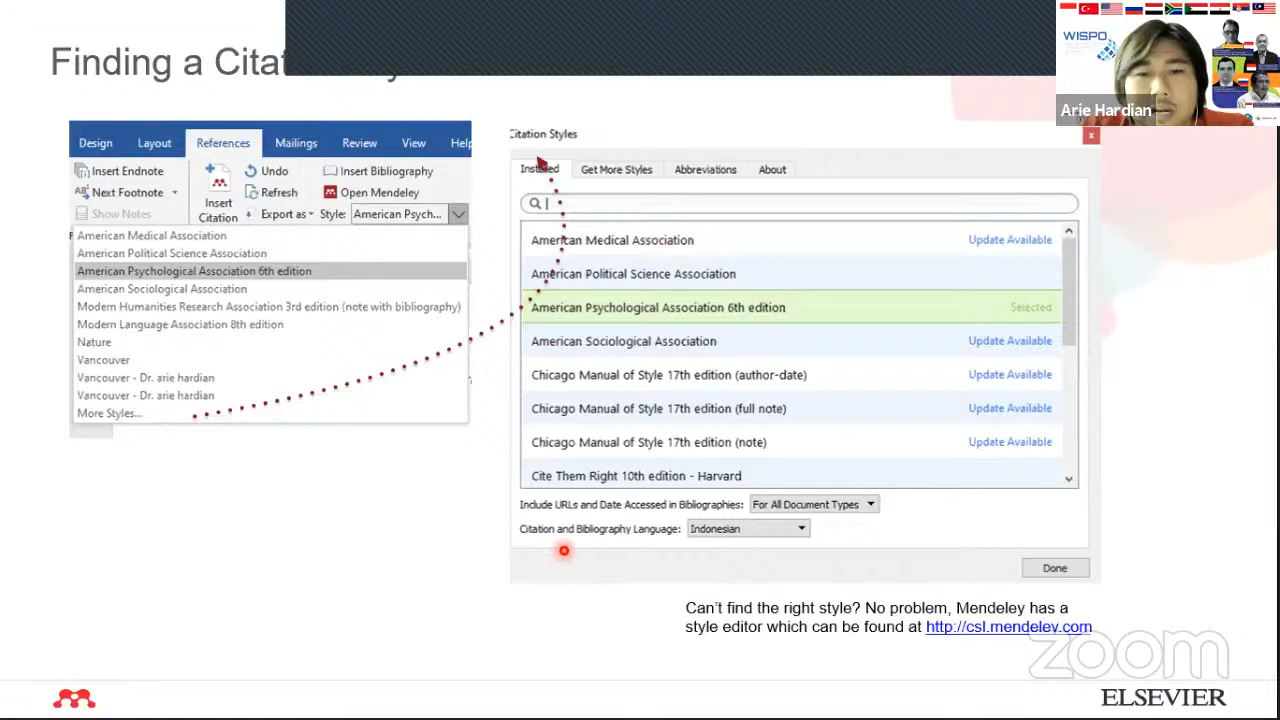 Finding a Citat
WISPO
Arie Hardian
Design Layout References Mailings Review View Help
Insert Endnote
Next Footnote
Show Notes
Insert
Citation
Undo
Refresh
Export as
Insert Bibliography
Open Mendeley
Style: American Psych...
American Medical Association
American Political Science Association
American Psychological Association 6th edition
American Sociological Association
Modern Humanities Research Association 3rd edition (note with bibliography)
Modern Language Association 8th edition
Nature
Vancouver
Vancouver - Dr. arie hardian
Vancouver - Dr. arie hardian
More Styles...
Citation Styles
Installed Get More Styles Abbreviations About
American Medical Association Update Available
American Political Science Association
American Psychological Association 6th edition Selected
American Sociological Association Update Available
Chicago Manual of Style 17th edition (author-date) Update Available
Chicago Manual of Style 17th edition (full note) Update Available
Chicago Manual of Style 17th edition (note) Update Available
Cite Them Right 10th edition - Harvard
Include URLs and Date Accessed in Bibliographies: For All Document Types
Citation and Bibliography Language: Indonesian
Done
Can't find the right style? No problem, Mendeley has a
style editor which can be found at http://csl.mendeley.com
zoom
ELSEVIER